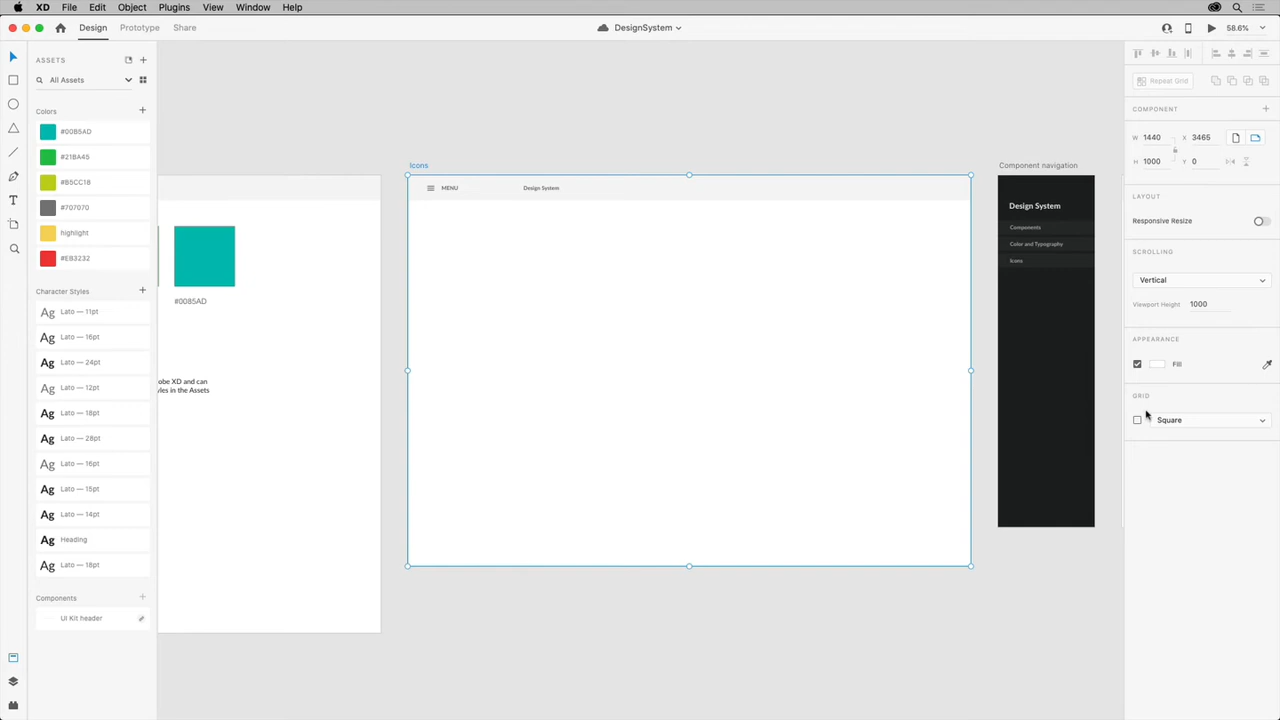 XD File Edit Object Plugins View Window Help
Design Prototype Share
DesignSystem
58.6%
ASSETS
All Assets
Colors
#00B5AD
#21BA45
#B5CC18
#707070
highlight
#EB3232
Character Styles
Ag Lato — 11pt
Ag Lato — 16pt
Ag Lato — 24pt
Ag Lato — 12pt
Ag Lato — 18pt
Ag Lato — 28pt
Ag Lato — 16pt
Ag Lato — 15pt
Ag Lato — 14pt
Ag Heading
Ag Lato — 18pt
Components
UI Kit header
#0085AD
obe XD and can
yles in the Assets
Icons
MENU
Design System
Component navigation
Design System
Components
Color and Typography
Icons
Repeat Grid
COMPONENT
W 1440 X 3465
H 1000 Y 0
LAYOUT
Responsive Resize
SCROLLING
Vertical
Viewport Height 1000
APPEARANCE
Fill
GRID
Square